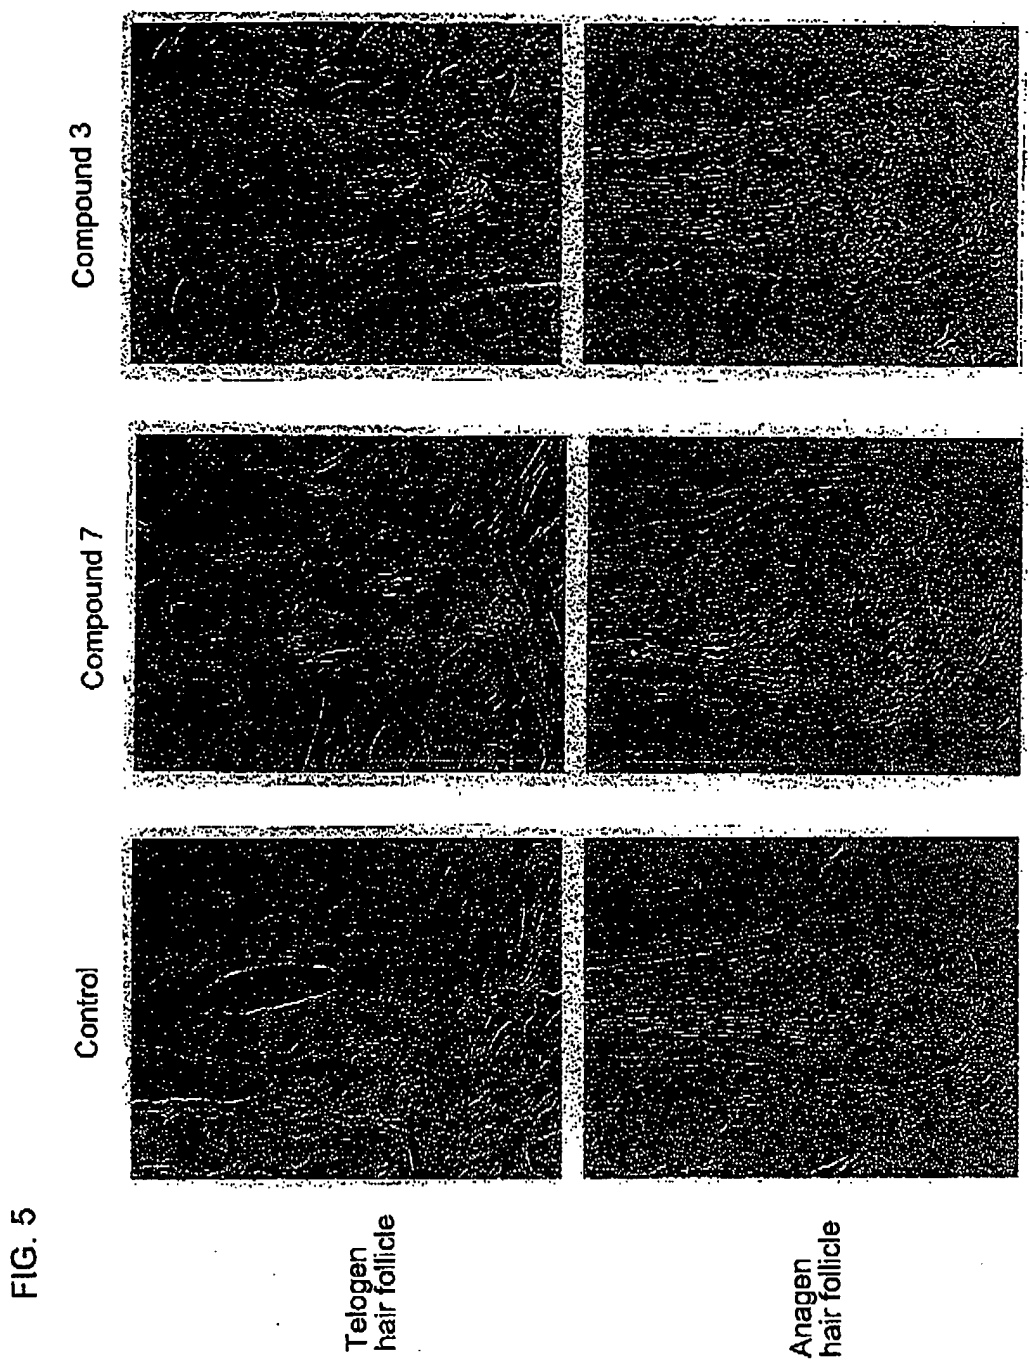 FIG. 5
Control
Compound 7
Compound 3
Telogen
hair follicle
Anagen
hair follicle